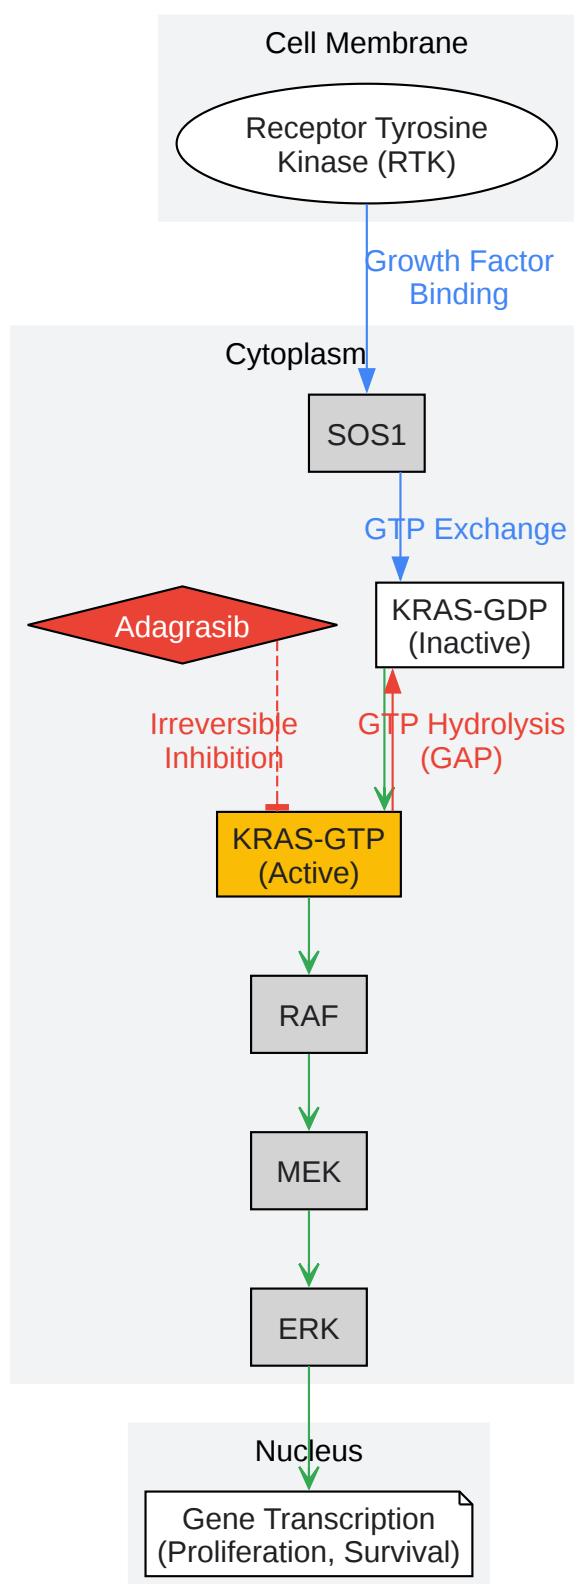 Cell Membrane
Receptor Tyrosine
Kinase (RTK)
Growth Factor
Binding
Cytoplasm
SOS1
GTP Exchange
Adagrasib
KRAS-GDP
(Inactive)
Irreversible
Inhibition
GTP Hydrolysis
(GAP)
KRAS-GTP
(Active)
RAF
MEK
ERK
Nucleus
Gene Transcription
(Proliferation, Survival)